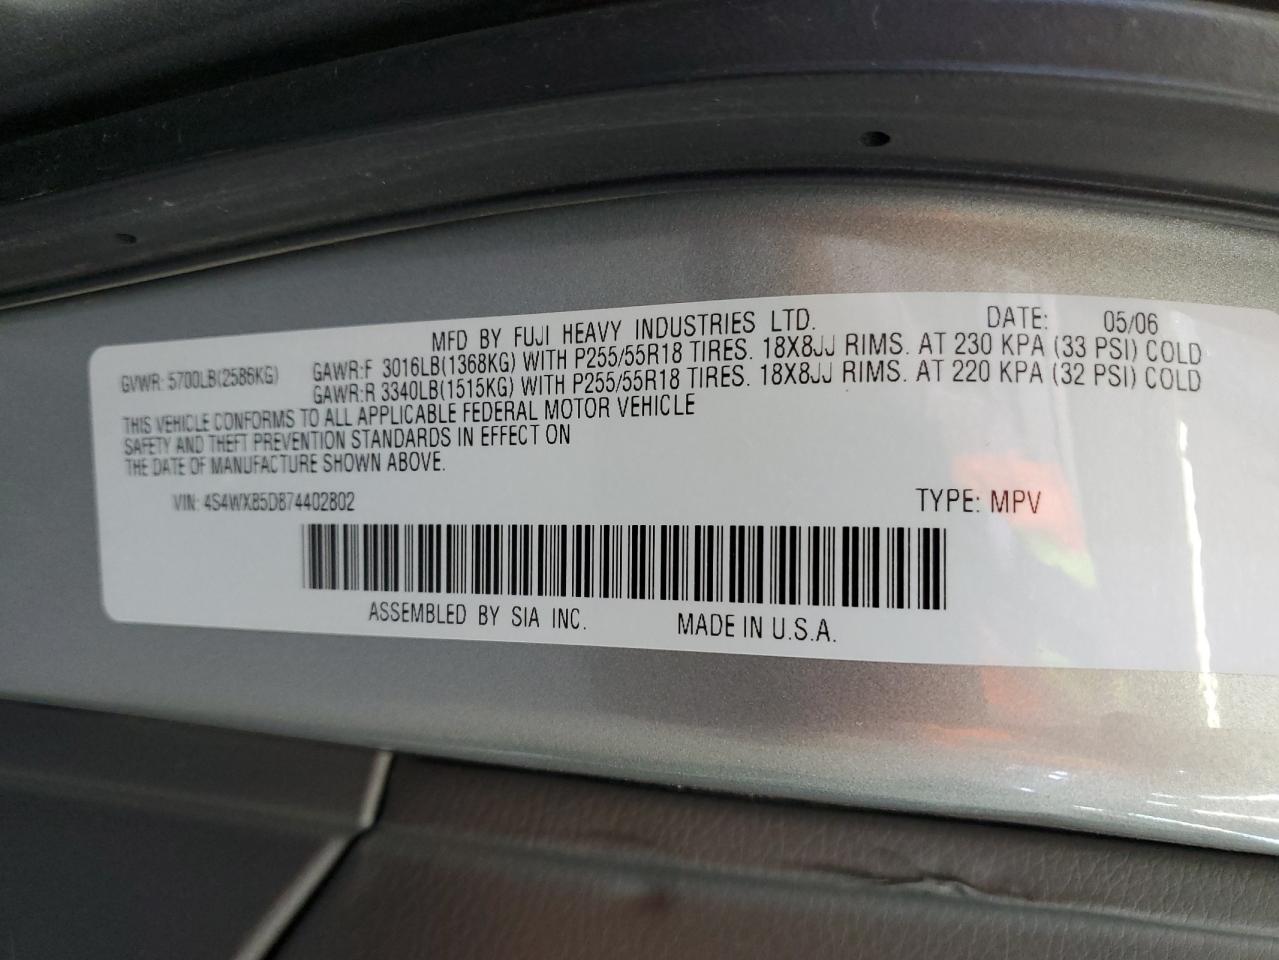 MFD BY FUJI HEAVY INDUSTRIES LTD. DATE: 05/06
GVWR: 5700LB(2586KG) GAWR:F 3016LB(1368KG) WITH P255/55R18 TIRES. 18X8JJ RIMS. AT 230 KPA (33 PSI) COLD
GAWR:R 3340LB(1515KG) WITH P255/55R18 TIRES. 18X8JJ RIMS. AT 220 KPA (32 PSI) COLD
THIS VEHICLE CONFORMS TO ALL APPLICABLE FEDERAL MOTOR VEHICLE
SAFETY AND THEFT PREVENTION STANDARDS IN EFFECT ON
THE DATE OF MANUFACTURE SHOWN ABOVE.
VIN: 4S4WX85D874402802 TYPE: MPV
ASSEMBLED BY SIA INC. MADE IN U.S.A.